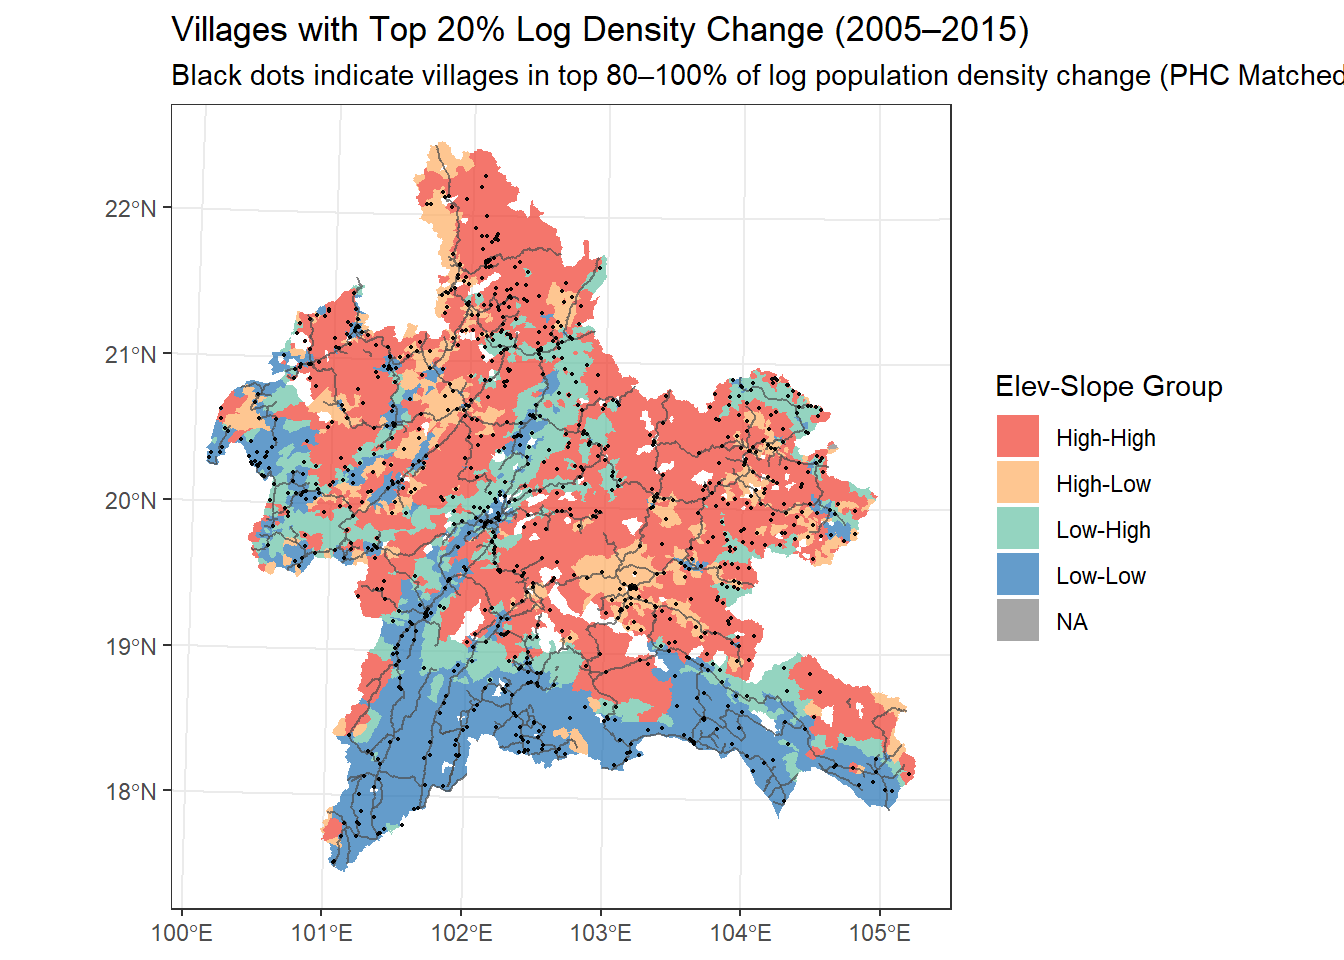 Villages with Top 20% Log Density Change (2005–2015)
Black dots indicate villages in top 80–100% of log population density change (PHC Matched
22°N
21°N
20°N
19°N
18°N
100°E
101°E
102°E
103°E
104°E
105°E
Elev-Slope Group
High-High
High-Low
Low-High
Low-Low
NA